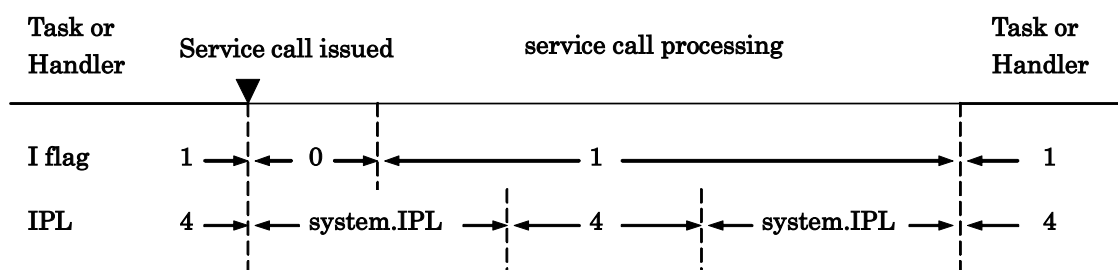 Task or
Handler
Service call issued
service call processing
Task or
Handler
I flag 1 0 1 1
IPL 4 system.IPL 4 system.IPL 4